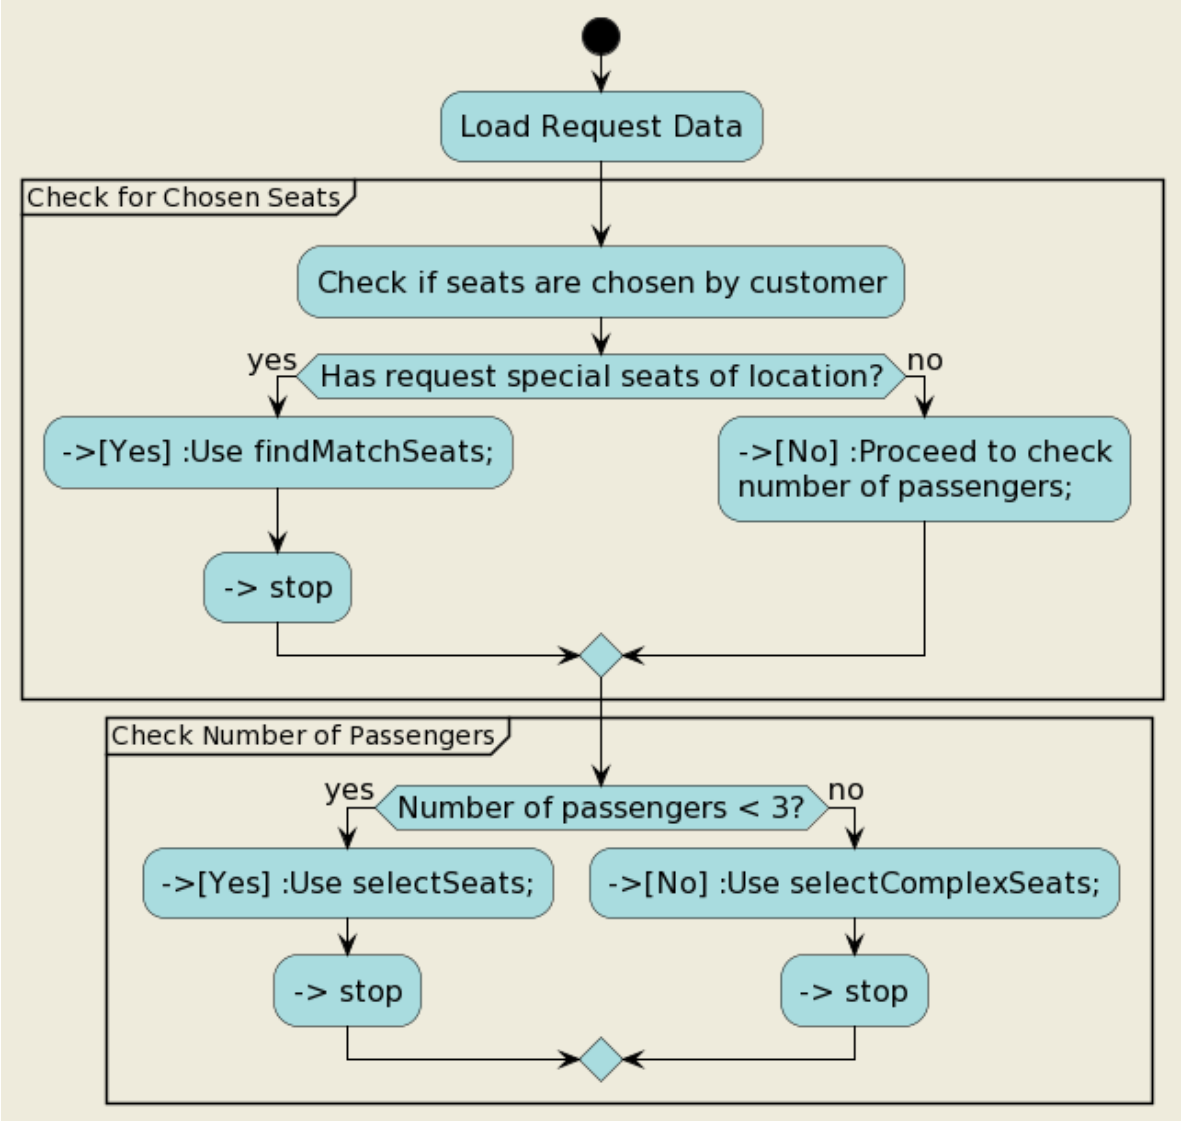 Load Request Data
Check for Chosen Seats
Check if seats are chosen by customer
yes
Has request special seats of location?
no
->[Yes] :Use findMatchSeats;
->[No] :Proceed to check
number of passengers;
-> stop
Check Number of Passengers
yes
Number of passengers < 3?
no
->[Yes] :Use selectSeats;
->[No] :Use selectComplexSeats;
-> stop
-> stop